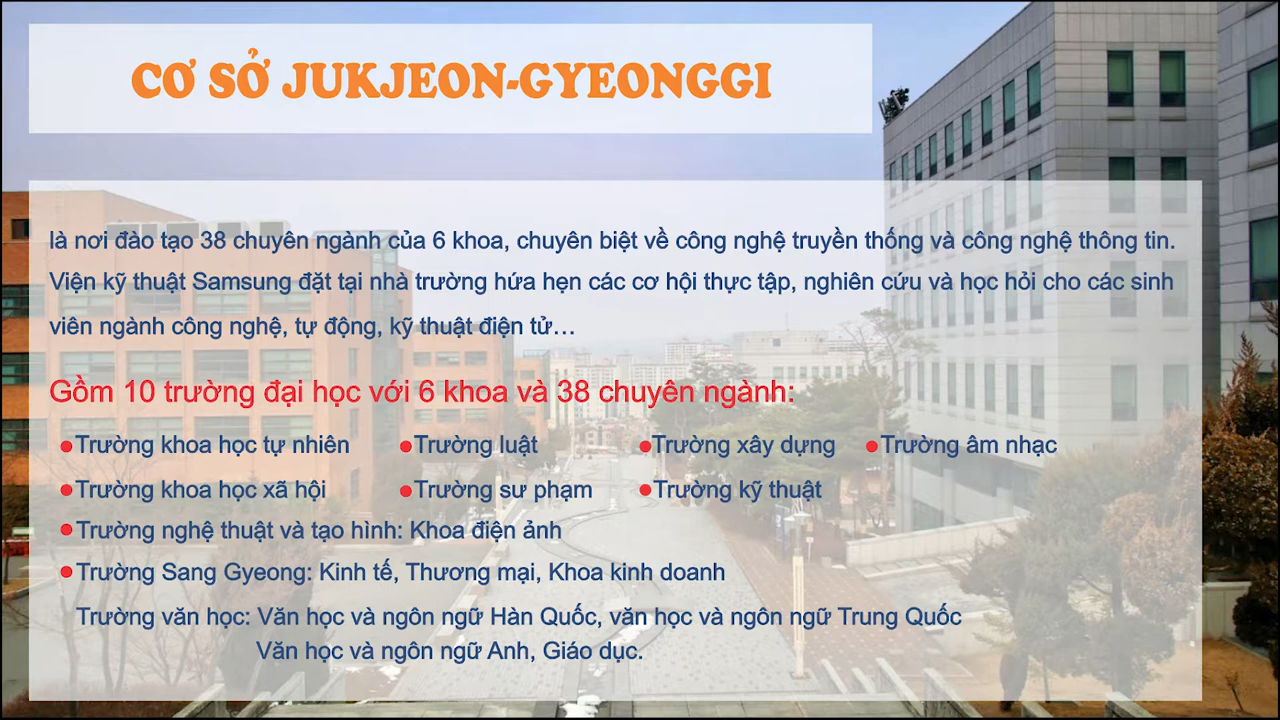 CƠ SỞ JUKJEON-GYEONGGI
là nơi đào tạo 38 chuyên ngành của 6 khoa, chuyên biệt về công nghệ truyền thống và công nghệ thông tin.
Viện kỹ thuật Samsung đặt tại nhà trường hứa hẹn các cơ hội thực tập, nghiên cứu và học hỏi cho các sinh
viên ngành công nghệ, tự động, kỹ thuật điện tử...
Gồm 10 trường đại học với 6 khoa và 38 chuyên ngành:
●Trường khoa học tự nhiên ●Trường luật ●Trường xây dựng ●Trường âm nhạc
●Trường khoa học xã hội ●Trường sư phạm ●Trường kỹ thuật
●Trường nghệ thuật và tạo hình: Khoa điện ảnh
●Trường Sang Gyeong: Kinh tế, Thương mại, Khoa kinh doanh
Trường văn học: Văn học và ngôn ngữ Hàn Quốc, văn học và ngôn ngữ Trung Quốc
Văn học và ngôn ngữ Anh, Giáo dục.